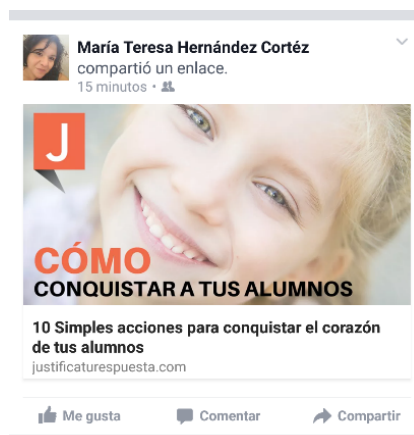 María Teresa Hernández Cortéz
compartió un enlace.
15 minutos •
J
CÓMO
CONQUISTAR A TUS ALUMNOS
10 Simples acciones para conquistar el corazón
de tus alumnos
justificaturespuesta.com
Me gusta Comentar Compartir